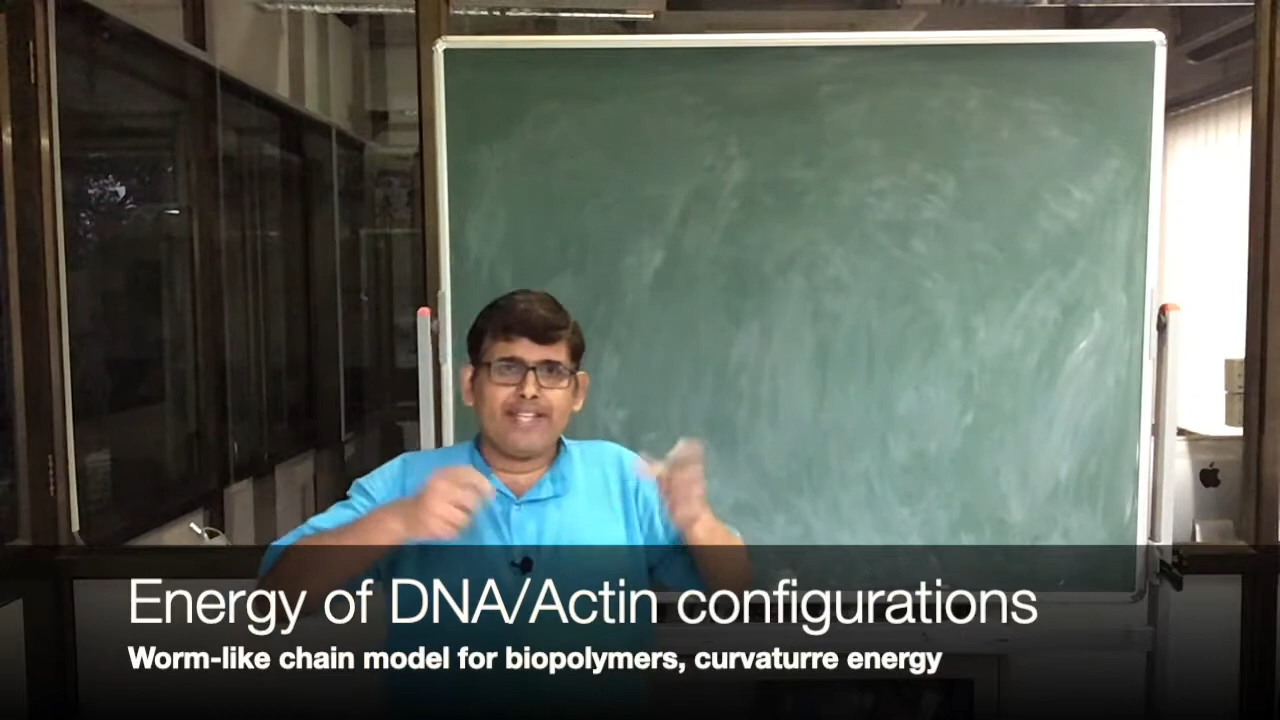 Energy of DNA/Actin configurations
Worm-like chain model for biopolymers, curvaturre energy